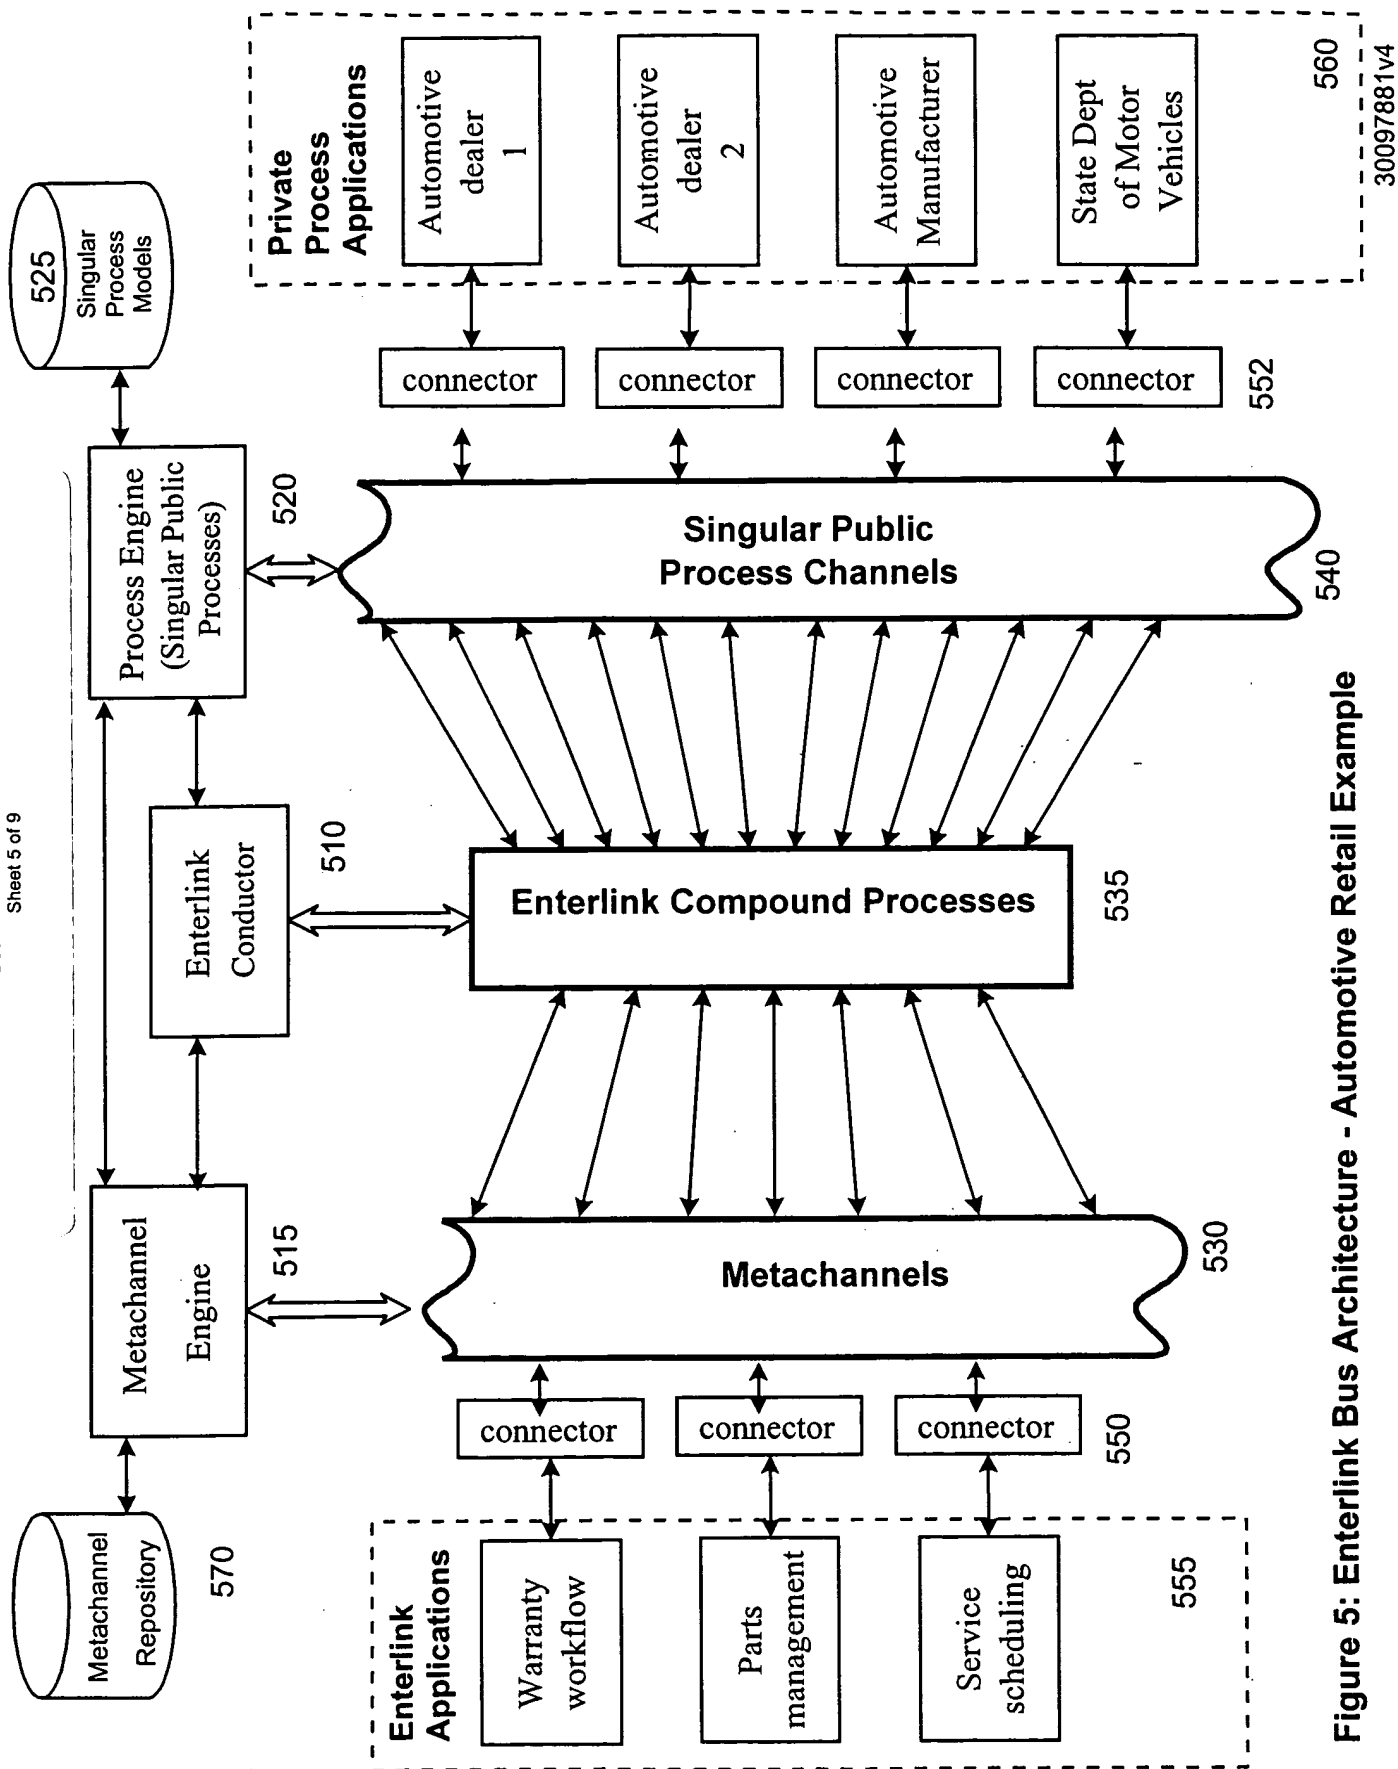 Sheet 5 of 9
Metachannel
Repository
570
Metachannel
Engine
515
Enterlink
Conductor
510
Process Engine
(Singular Public
Processes)
520
525
Singular
Process
Models
Enterlink
Applications
Warranty
workflow
Parts
management
Service
scheduling
555
connector
connector
connector
550
Metachannels
530
Enterlink Compound Processes
535
Singular Public
Process Channels
540
connector
connector
connector
connector
552
Private
Process
Applications
Automotive
dealer
1
Automotive
dealer
2
Automotive
Manufacturer
State Dept
of Motor
Vehicles
560
Figure 5: Enterlink Bus Architecture - Automotive Retail Example
30097881v4